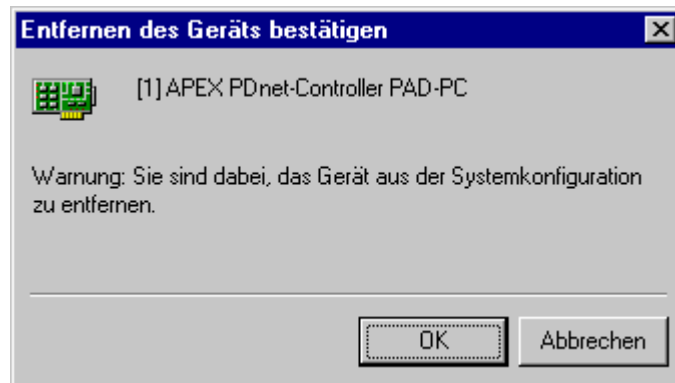 Entfernen des Geräts bestätigen
[1] APEX PDnet-Controller PAD-PC
Warnung: Sie sind dabei, das Gerät aus der Systemkonfiguration
zu entfernen.
OK
Abbrechen